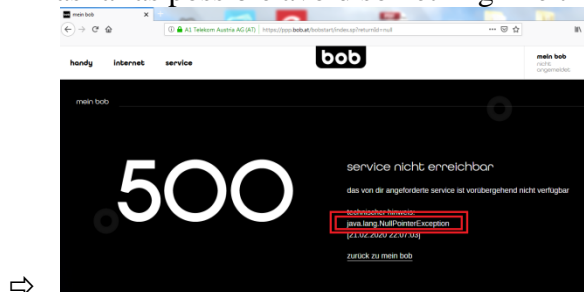 mein bob
A1 Telekom Austria AG (AT) https://ppp.bob.at/bobstart/index.sp?returnId=null
handy internet service
bob
mein bob
nicht
angemeldet
mein bob
500
service nicht erreichbar
das von dir angeforderte service ist vorübergehend nicht verfügbar
technischer hinweis:
java.lang.NullPointerException
[21.02.2020 22:07:03]
zurück zu mein bob